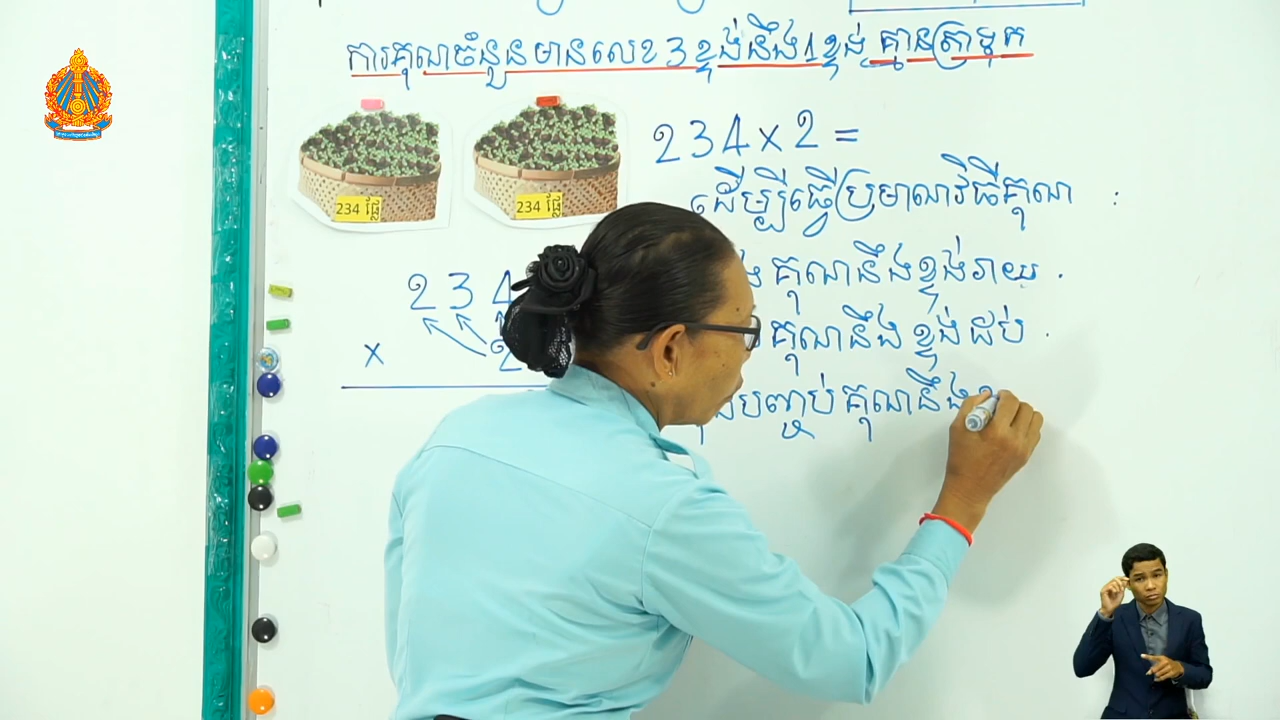 ការគុណចំនួនមានលេខ 3 ខ្ទង់នឹង 1 ខ្ទង់ គ្មានត្រាទុក
234 ផ្លែ
234 ផ្លែ
234 x 2 =
ដើម្បីធ្វើប្រមាណវិធីគុណ :
គុណនឹងខ្ទង់រាយ .
គុណនឹងខ្ទង់ដប់ .
បញ្ចប់គុណនឹង
2 3 4
x 2